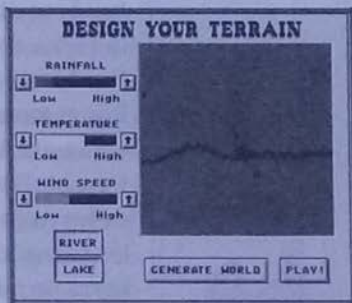 DESIGN YOUR TERRAIN
RAINFALL
Low High
TEMPERATURE
Low High
WIND SPEED
Low High
RIVER
LAKE
GENERATE WORLD
PLAY!